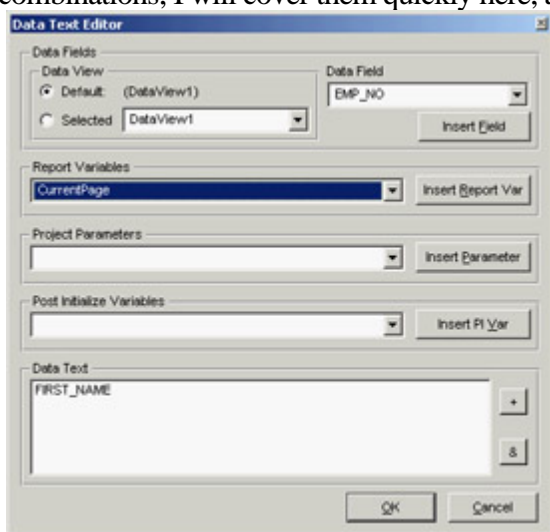 combinations, I will cover them quickly here, a
Data Text Editor
Data Fields
Data View
Default (DataView1)
Selected DataView1
Data Field
EMP_NO
Insert Field
Report Variables
CurrentPage
Insert Report Var
Project Parameters
Insert Parameter
Post Initialize Variables
Insert PI Var
Data Text
FIRST_NAME
+
&
OK
Cancel